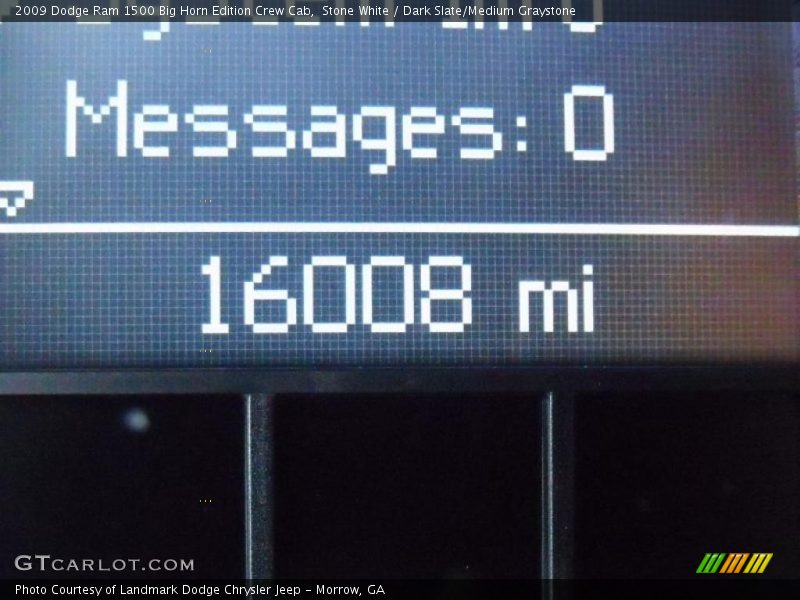 2009 Dodge Ram 1500 Big Horn Edition Crew Cab,  Stone White / Dark Slate/Medium Graystone
Messages: 0
16008 mi
GTCARLOT.COM
Photo Courtesy of Landmark Dodge Chrysler Jeep - Morrow, GA